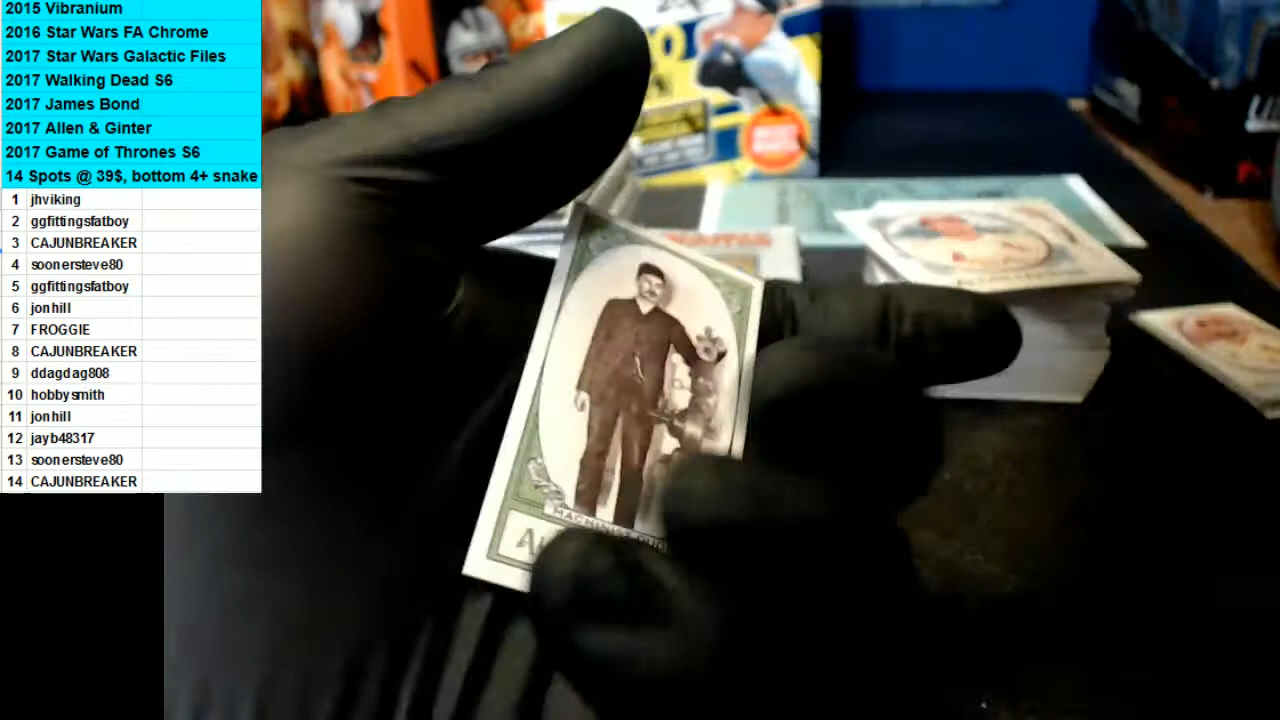 2015 Vibranium
2016 Star Wars FA Chrome
2017 Star Wars Galactic Files
2017 Walking Dead S6
2017 James Bond
2017 Allen & Ginter
2017 Game of Thrones S6
14 Spots @ 39$, bottom 4+ snake
1 jhviking
2 ggfittingsfatboy
3 CAJUNBREAKER
4 soonersteve80
5 ggfittingsfatboy
6 jonhill
7 FROGGIE
8 CAJUNBREAKER
9 ddagdag808
10 hobbysmith
11 jonhill
12 jayb48317
13 soonersteve80
14 CAJUNBREAKER